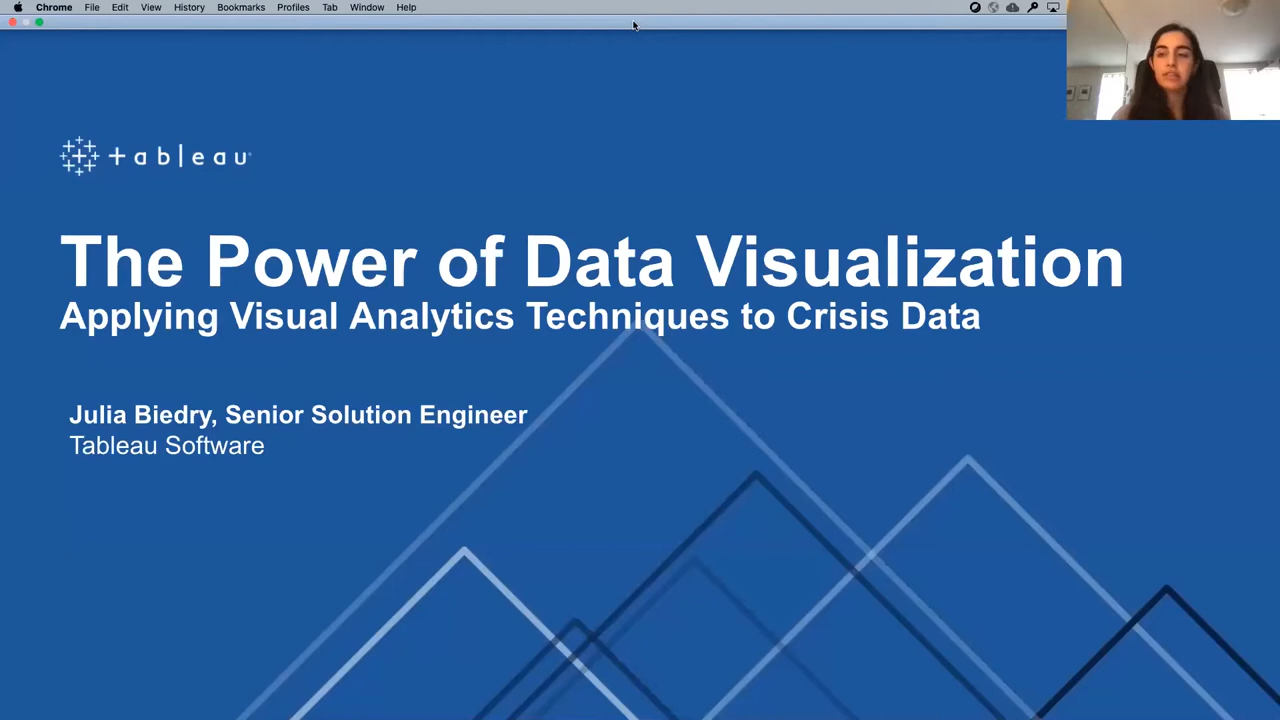 Chrome File Edit View History Bookmarks Profiles Tab Window Help
+ a b | e a u
The Power of Data Visualization
Applying Visual Analytics Techniques to Crisis Data
Julia Biedry, Senior Solution Engineer
Tableau Software